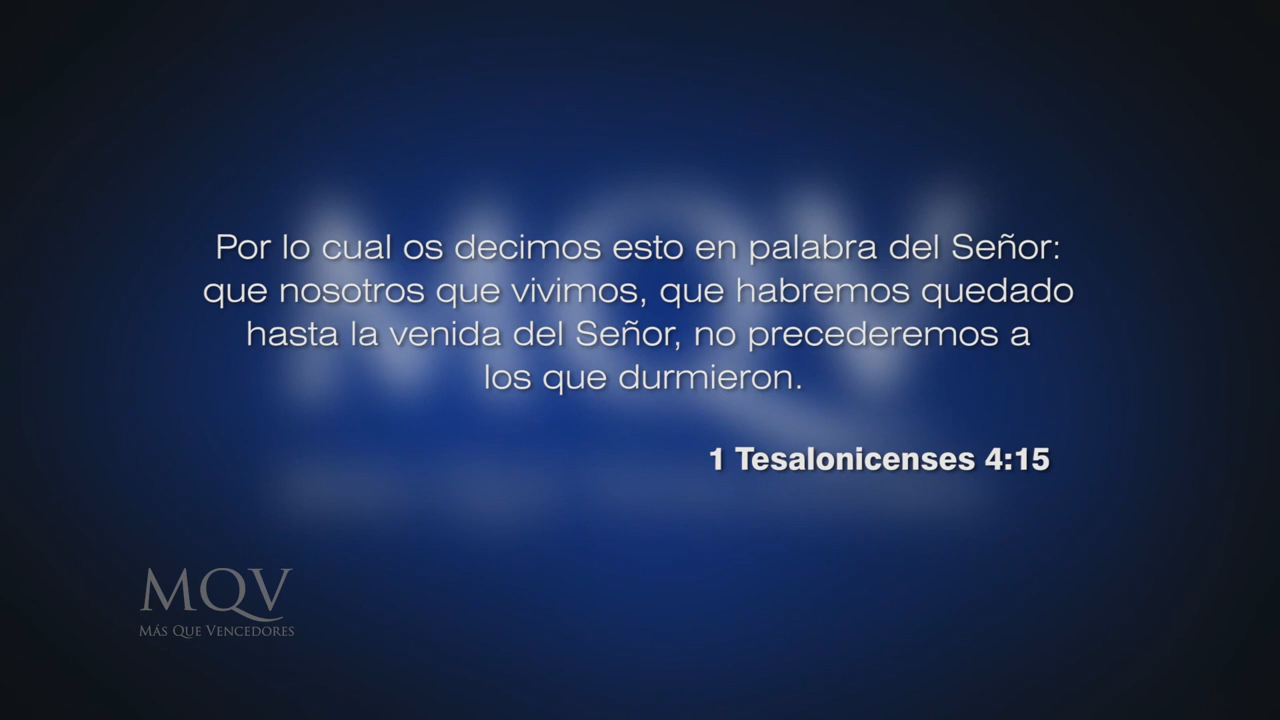 Por lo cual os decimos esto en palabra del Señor:
que nosotros que vivimos, que habremos quedado
hasta la venida del Señor, no precederemos a
los que durmieron.
1 Tesalonicenses 4:15
MQV
MÁS QUE VENCEDORES